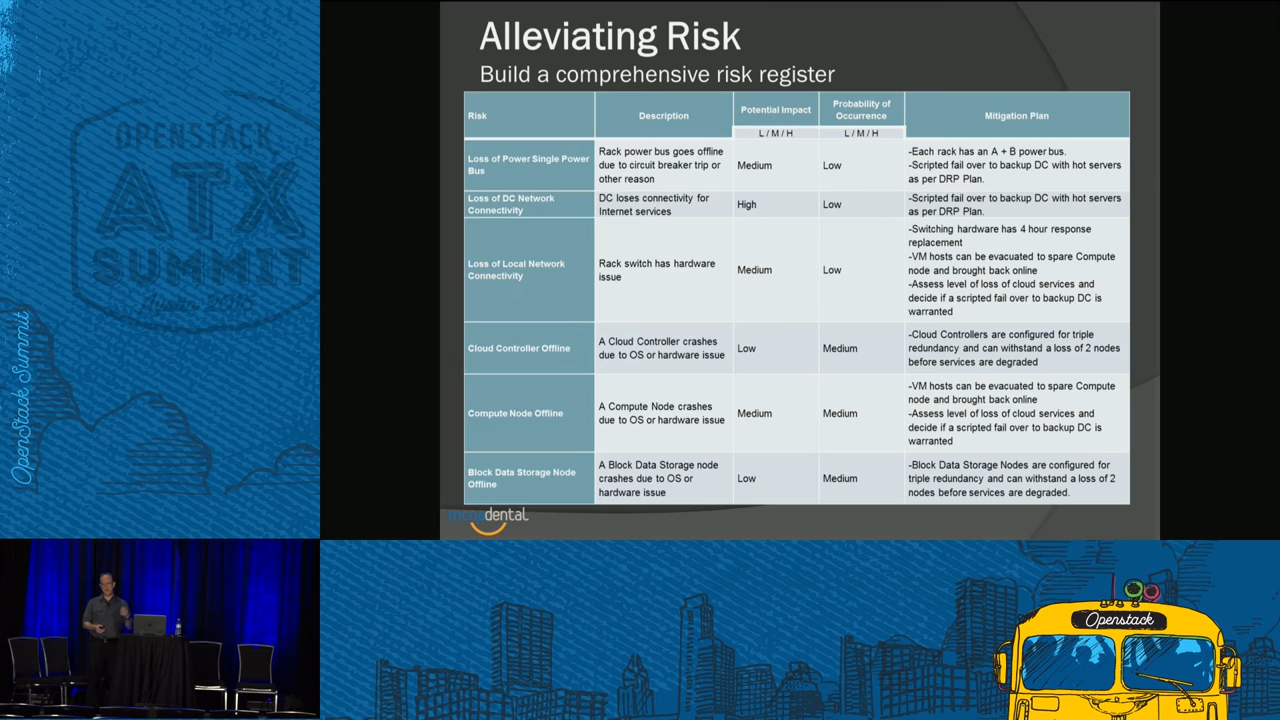 OPENSTACK
ATX
SUMMIT
Austin 2016
OpenStack Summit
Alleviating Risk
Build a comprehensive risk register
Risk
Description
Potential Impact
Probability of
Occurrence
Mitigation Plan
L / M / H
L / M / H
Loss of Power Single Power
Bus
Rack power bus goes offline
due to circuit breaker trip or
other reason
Medium
Low
-Each rack has an A + B power bus.
-Scripted fail over to backup DC with hot servers
as per DRP Plan.
Loss of DC Network
Connectivity
DC loses connectivity for
Internet services
High
Low
-Scripted fail over to backup DC with hot servers
as per DRP Plan.
Loss of Local Network
Connectivity
Rack switch has hardware
issue
Medium
Low
-Switching hardware has 4 hour response
replacement
-VM hosts can be evacuated to spare Compute
node and brought back online
-Assess level of loss of cloud services and
decide if a scripted fail over to backup DC is
warranted
Cloud Controller Offline
A Cloud Controller crashes
due to OS or hardware issue
Low
Medium
-Cloud Controllers are configured for triple
redundancy and can withstand a loss of 2 nodes
before services are degraded
Compute Node Offline
A Compute Node crashes
due to OS or hardware issue
Medium
Medium
-VM hosts can be evacuated to spare Compute
node and brought back online
-Assess level of loss of cloud services and
decide if a scripted fail over to backup DC is
warranted
Block Data Storage Node
Offline
A Block Data Storage node
crashes due to OS or
hardware issue
Low
Medium
-Block Data Storage Nodes are configured for
triple redundancy and can withstand a loss of 2
nodes before services are degraded.
mcnadental
Openstack